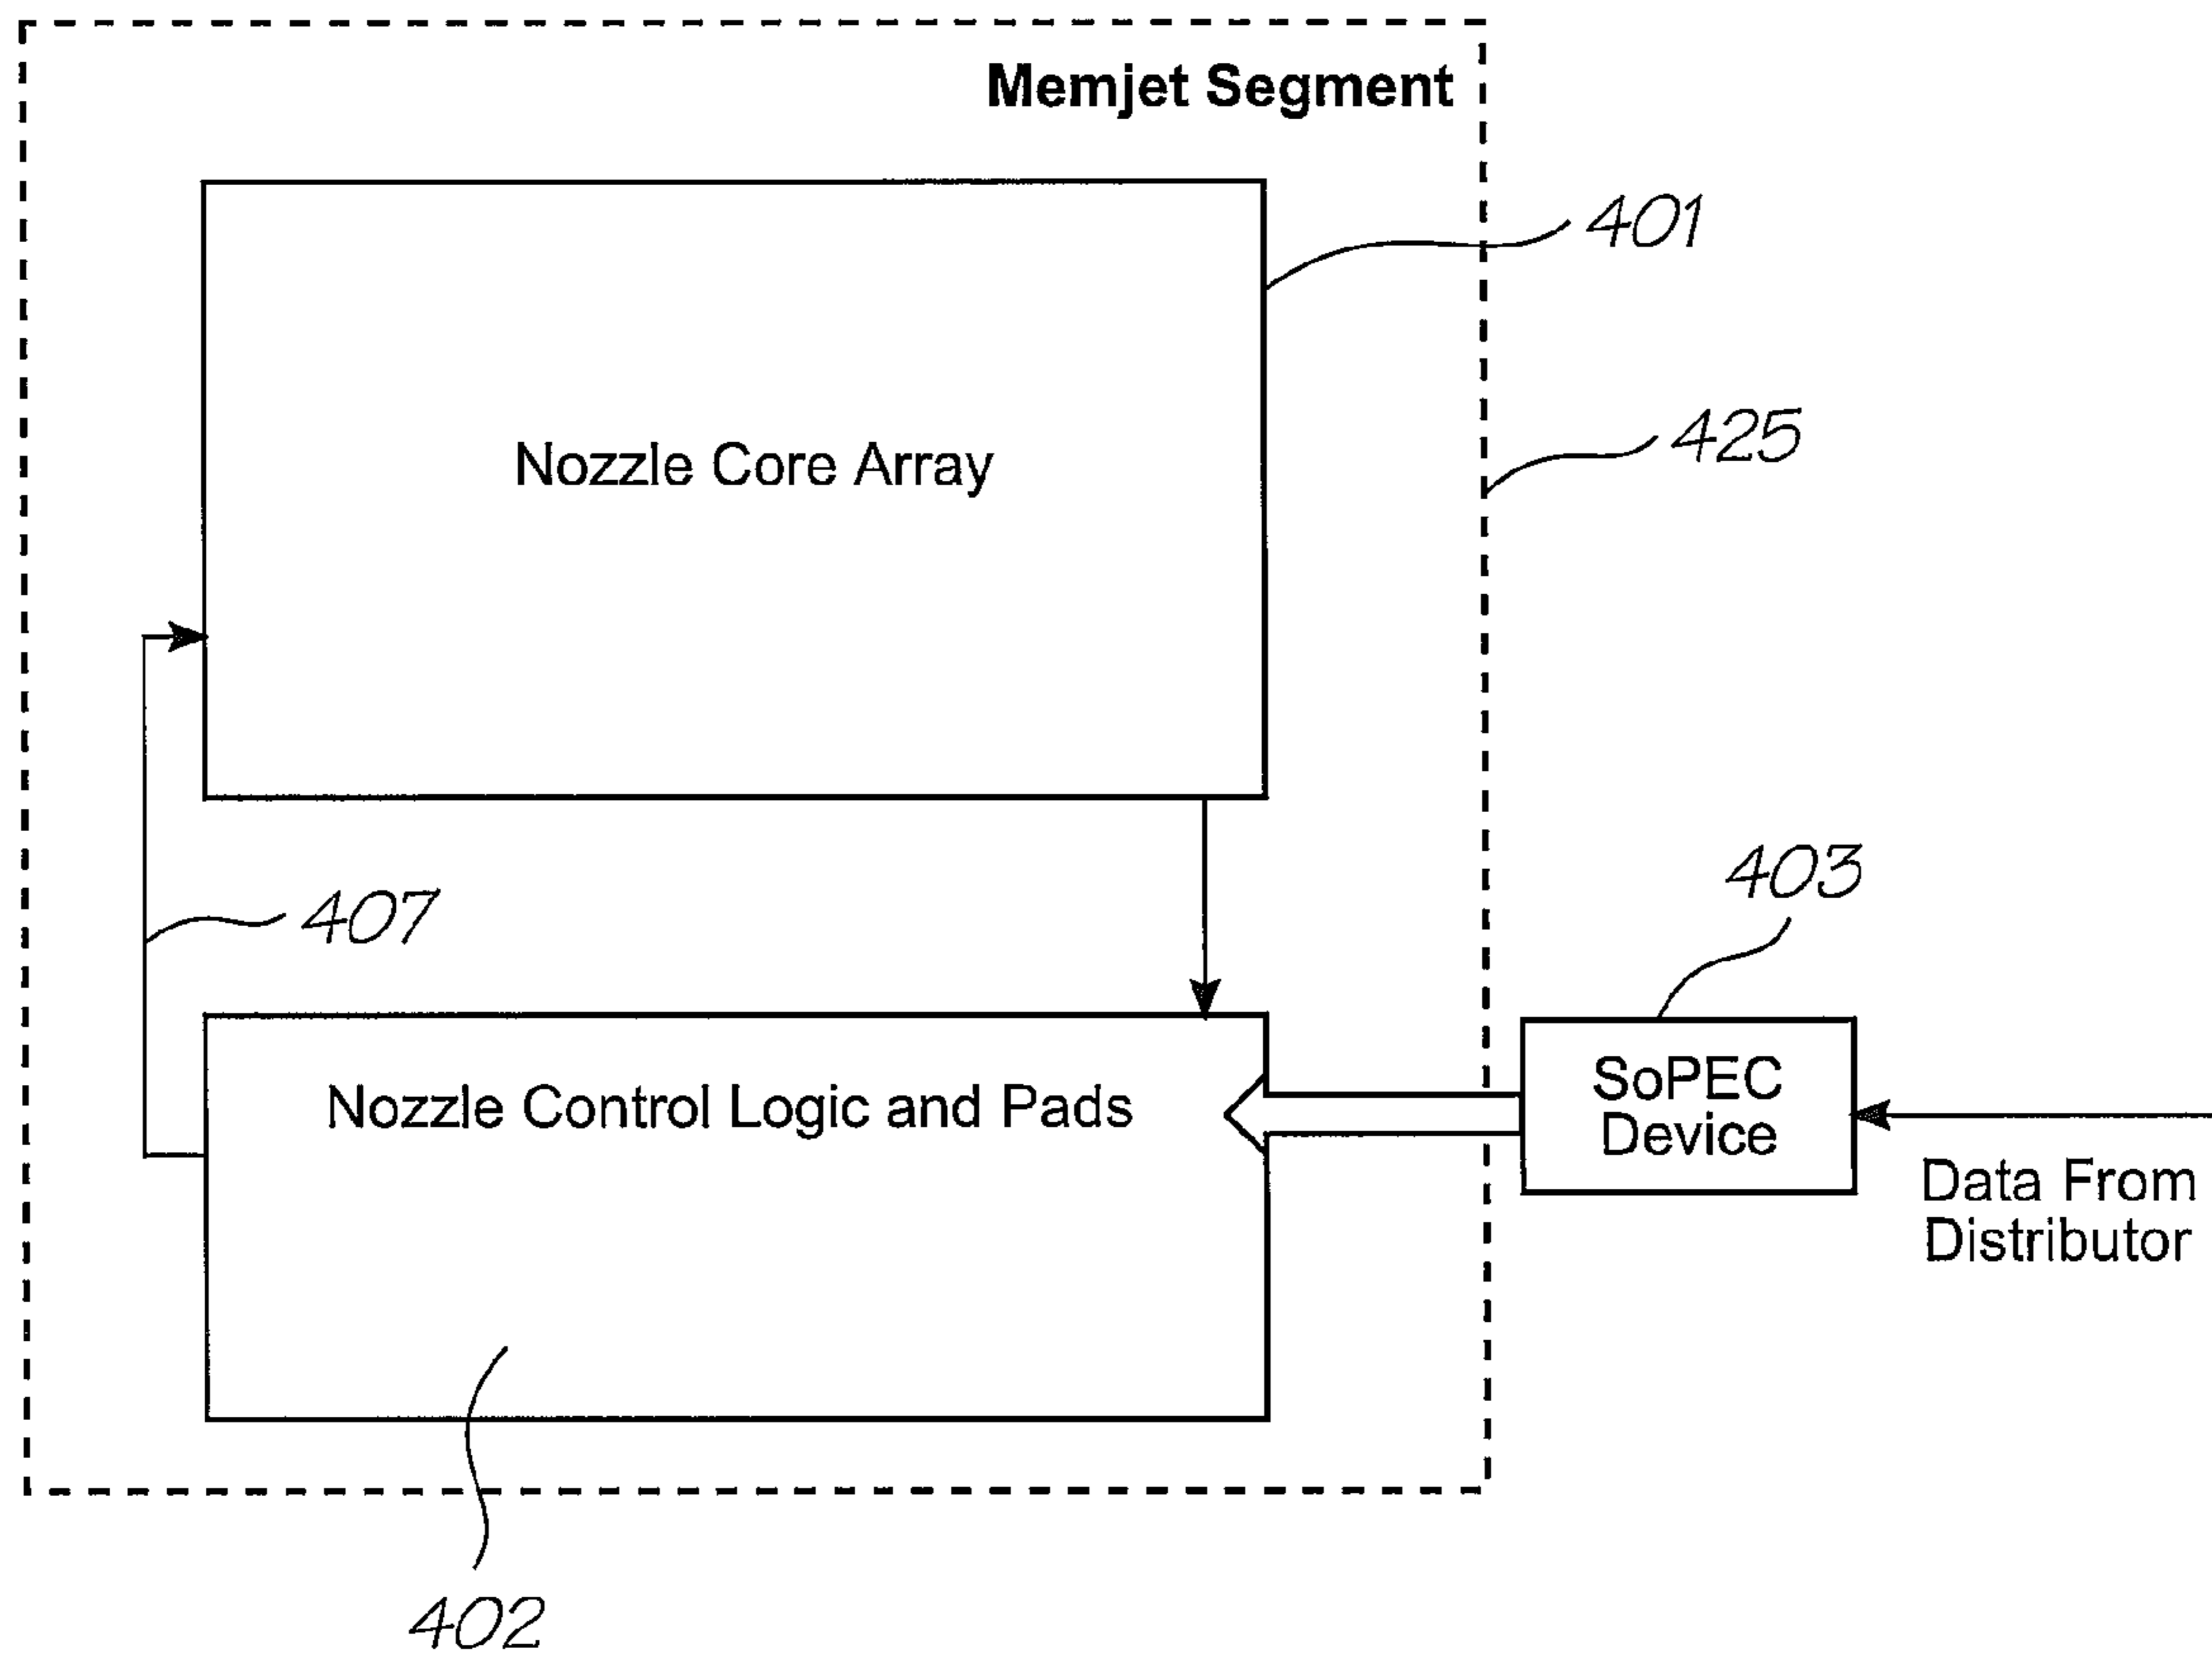 Memjet Segment
401
Nozzle Core Array
425
403
407
SoPEC
Device
Nozzle Control Logic and Pads
Data From
Distributor
402